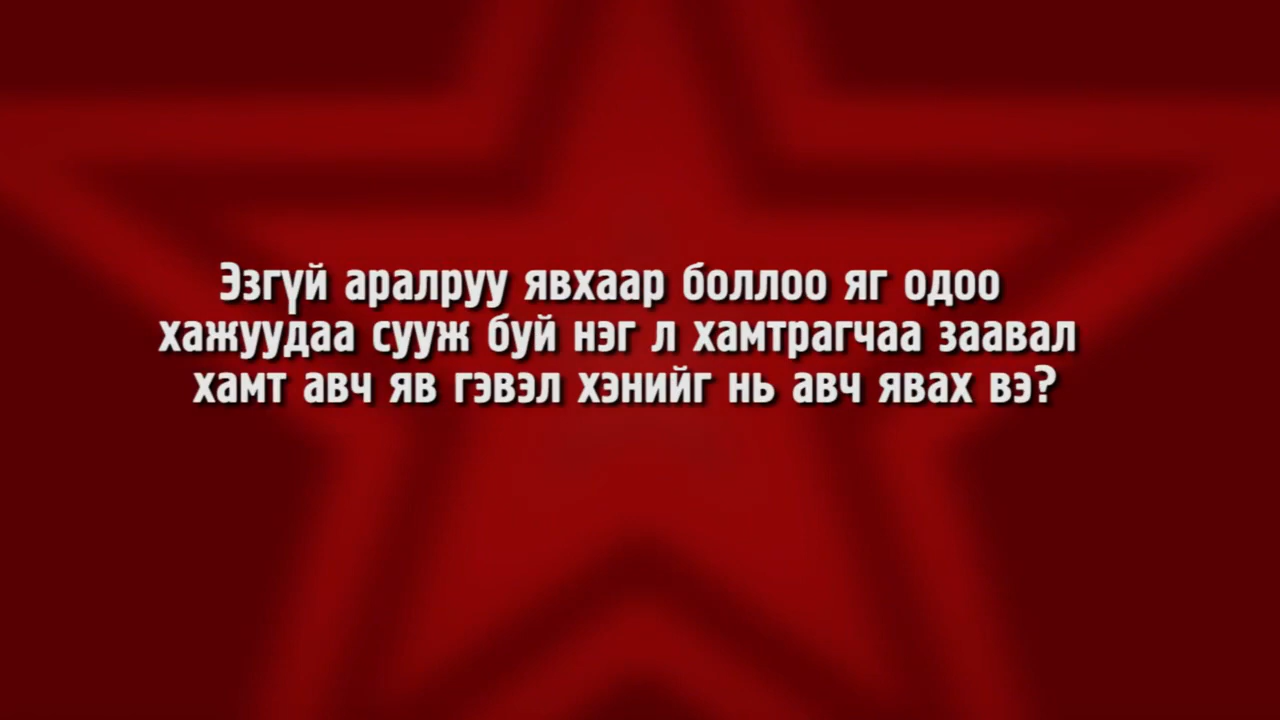 Эзгүй аралруу явхаар боллоо яг одоо
хажуудаа сууж буй нэг л хамтрагчаа заавал
хамт авч яв гэвэл хэнийг нь авч явах вэ?